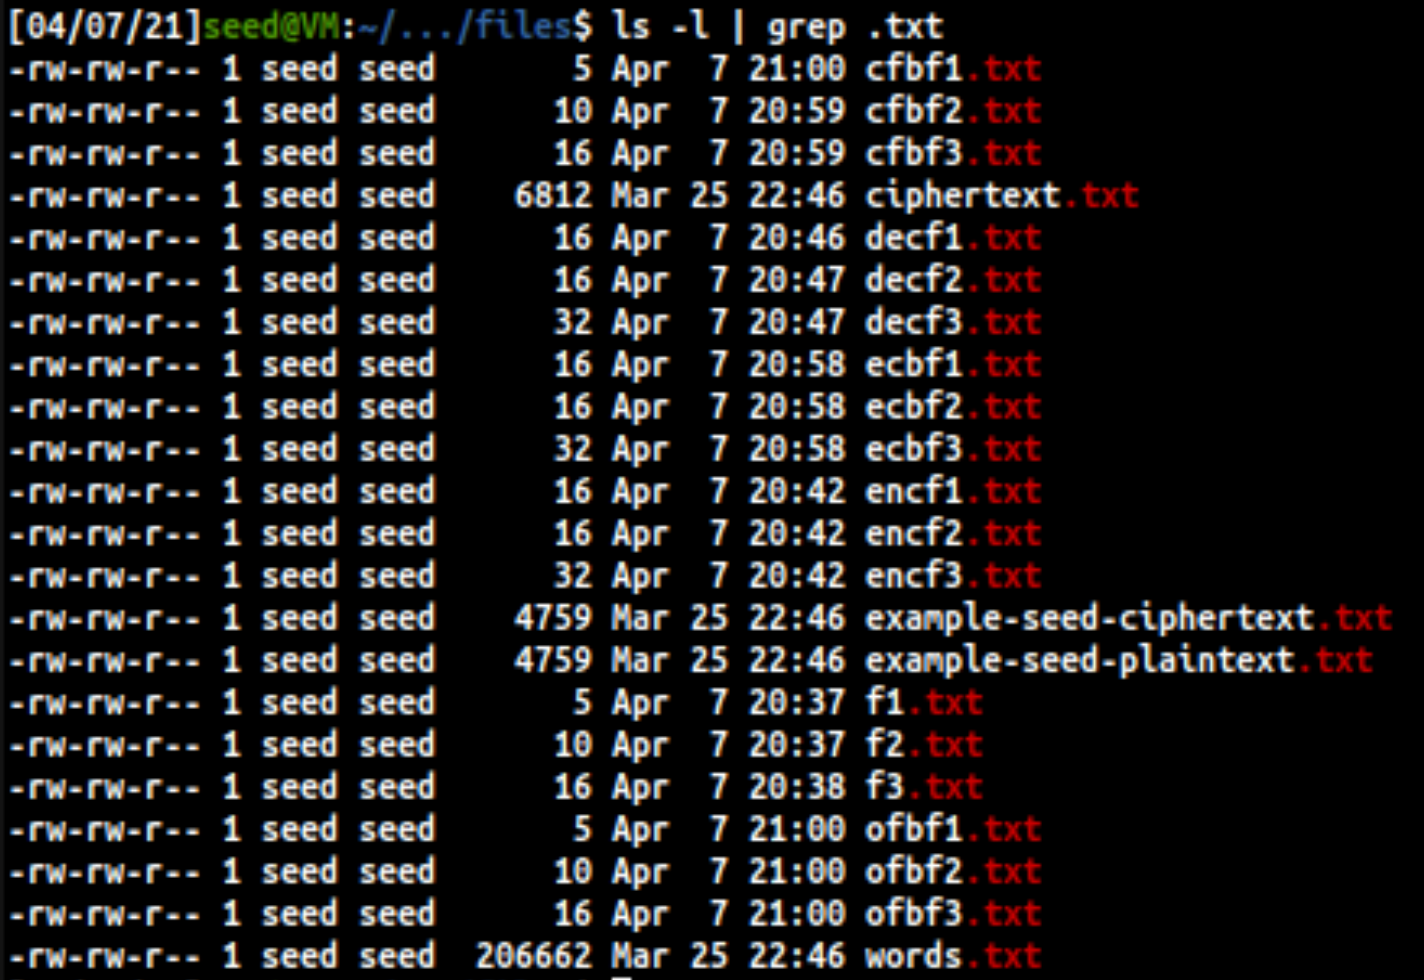 [04/07/21]seed@VM:~/.../files$ ls -l | grep .txt
-rw-rw-r-- 1 seed seed      5 Apr  7 21:00 cfbf1.txt
-rw-rw-r-- 1 seed seed     10 Apr  7 20:59 cfbf2.txt
-rw-rw-r-- 1 seed seed     16 Apr  7 20:59 cfbf3.txt
-rw-rw-r-- 1 seed seed   6812 Mar 25 22:46 ciphertext.txt
-rw-rw-r-- 1 seed seed     16 Apr  7 20:46 decf1.txt
-rw-rw-r-- 1 seed seed     16 Apr  7 20:47 decf2.txt
-rw-rw-r-- 1 seed seed     32 Apr  7 20:47 decf3.txt
-rw-rw-r-- 1 seed seed     16 Apr  7 20:58 ecbf1.txt
-rw-rw-r-- 1 seed seed     16 Apr  7 20:58 ecbf2.txt
-rw-rw-r-- 1 seed seed     32 Apr  7 20:58 ecbf3.txt
-rw-rw-r-- 1 seed seed     16 Apr  7 20:42 encf1.txt
-rw-rw-r-- 1 seed seed     16 Apr  7 20:42 encf2.txt
-rw-rw-r-- 1 seed seed     32 Apr  7 20:42 encf3.txt
-rw-rw-r-- 1 seed seed   4759 Mar 25 22:46 example-seed-ciphertext.txt
-rw-rw-r-- 1 seed seed   4759 Mar 25 22:46 example-seed-plaintext.txt
-rw-rw-r-- 1 seed seed      5 Apr  7 20:37 f1.txt
-rw-rw-r-- 1 seed seed     10 Apr  7 20:37 f2.txt
-rw-rw-r-- 1 seed seed     16 Apr  7 20:38 f3.txt
-rw-rw-r-- 1 seed seed      5 Apr  7 21:00 ofbf1.txt
-rw-rw-r-- 1 seed seed     10 Apr  7 21:00 ofbf2.txt
-rw-rw-r-- 1 seed seed     16 Apr  7 21:00 ofbf3.txt
-rw-rw-r-- 1 seed seed 206662 Mar 25 22:46 words.txt